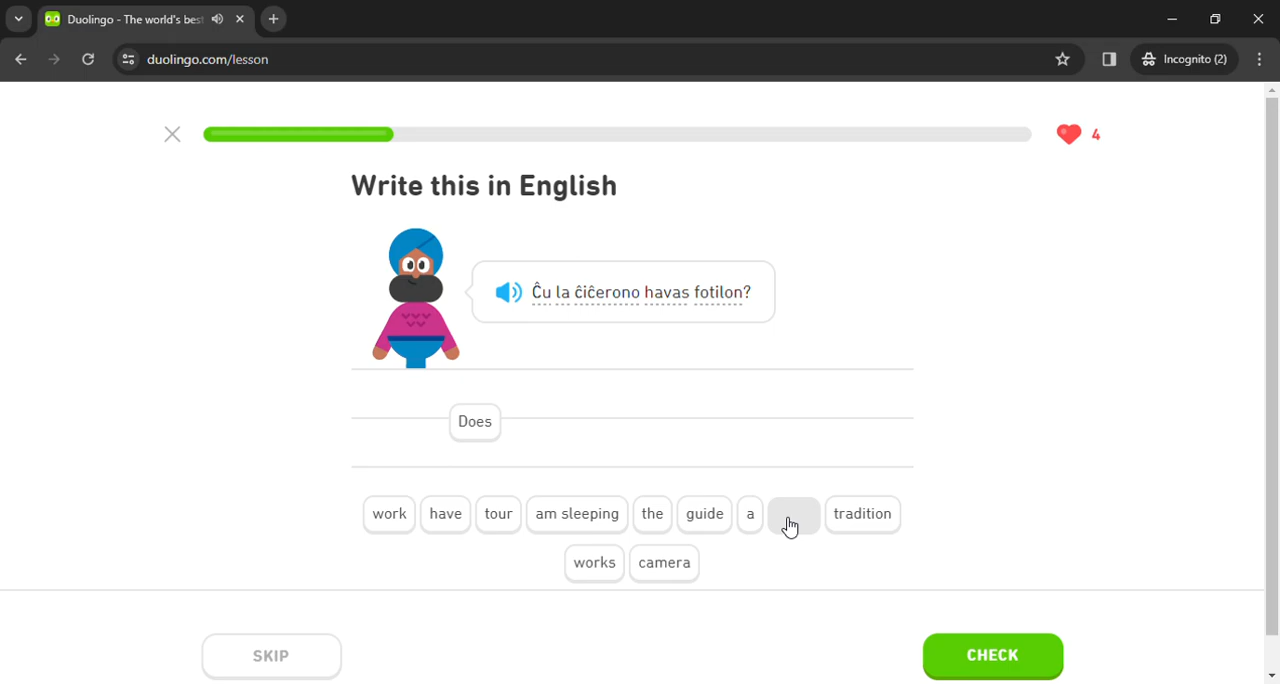 Duolingo - The world's bes
duolingo.com/lesson
Incognito (2)
4
Write this in English
Ĉu la ĉiĉerono havas fotilon?
Does
work have tour am sleeping the guide a tradition
works camera
SKIP
CHECK